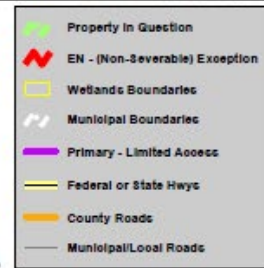 Property In Question
EN - (Non-Severable) Exception
Wetlands Boundaries
Municipal Boundaries
Primary - Limited Access
Federal or State Hwys
County Roads
Municipal/Local Roads